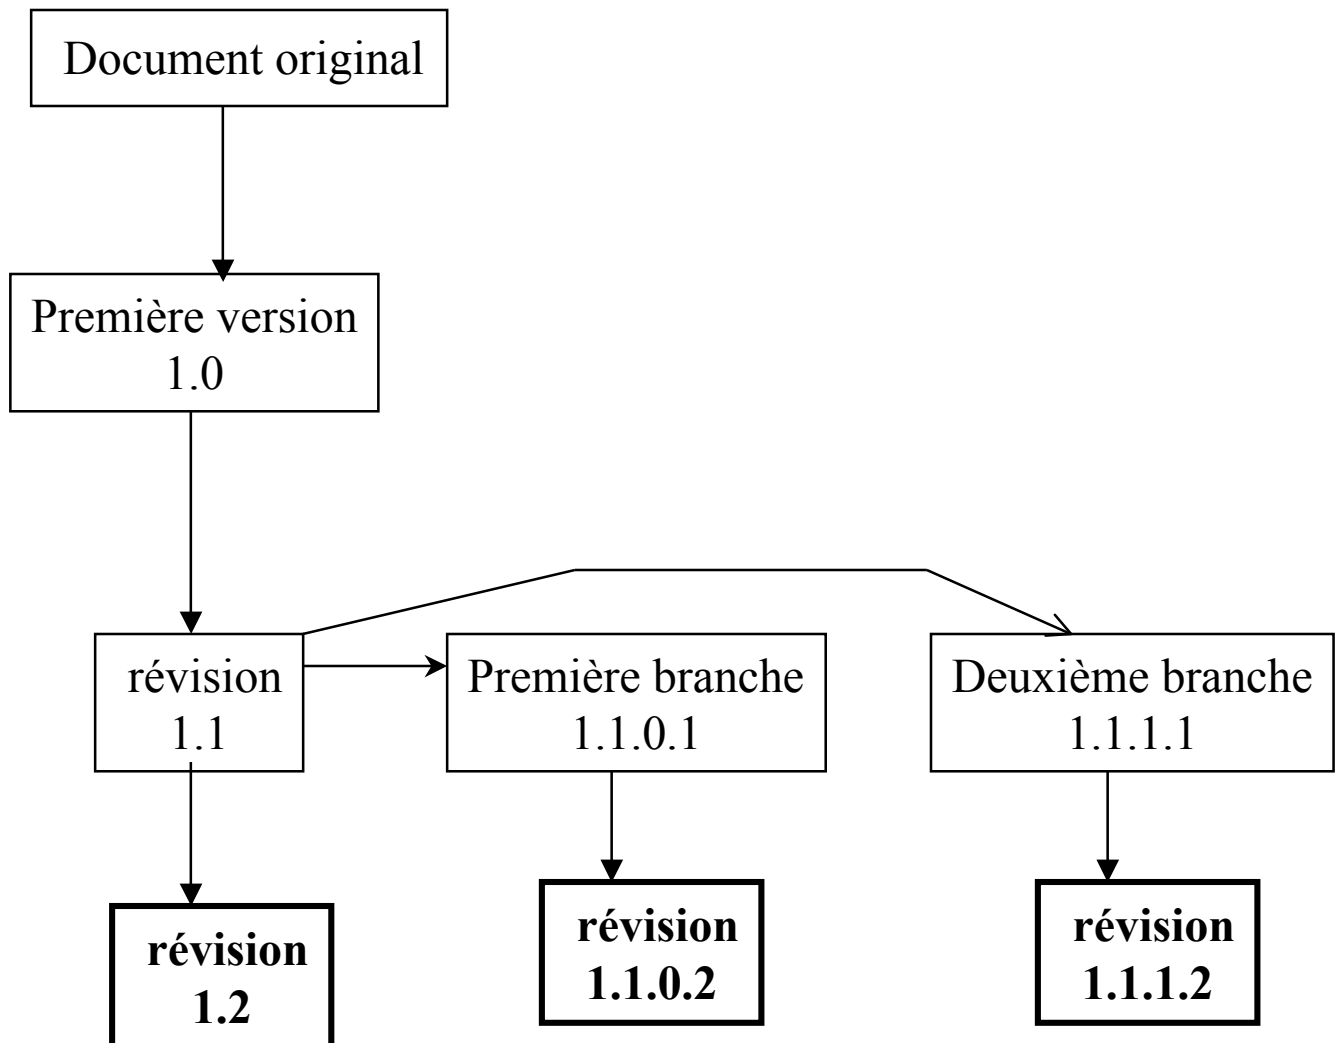 Document original
Première version
1.0
révision
1.1
Première branche
1.1.0.1
Deuxième branche
1.1.1.1
révision
1.2
révision
1.1.0.2
révision
1.1.1.2